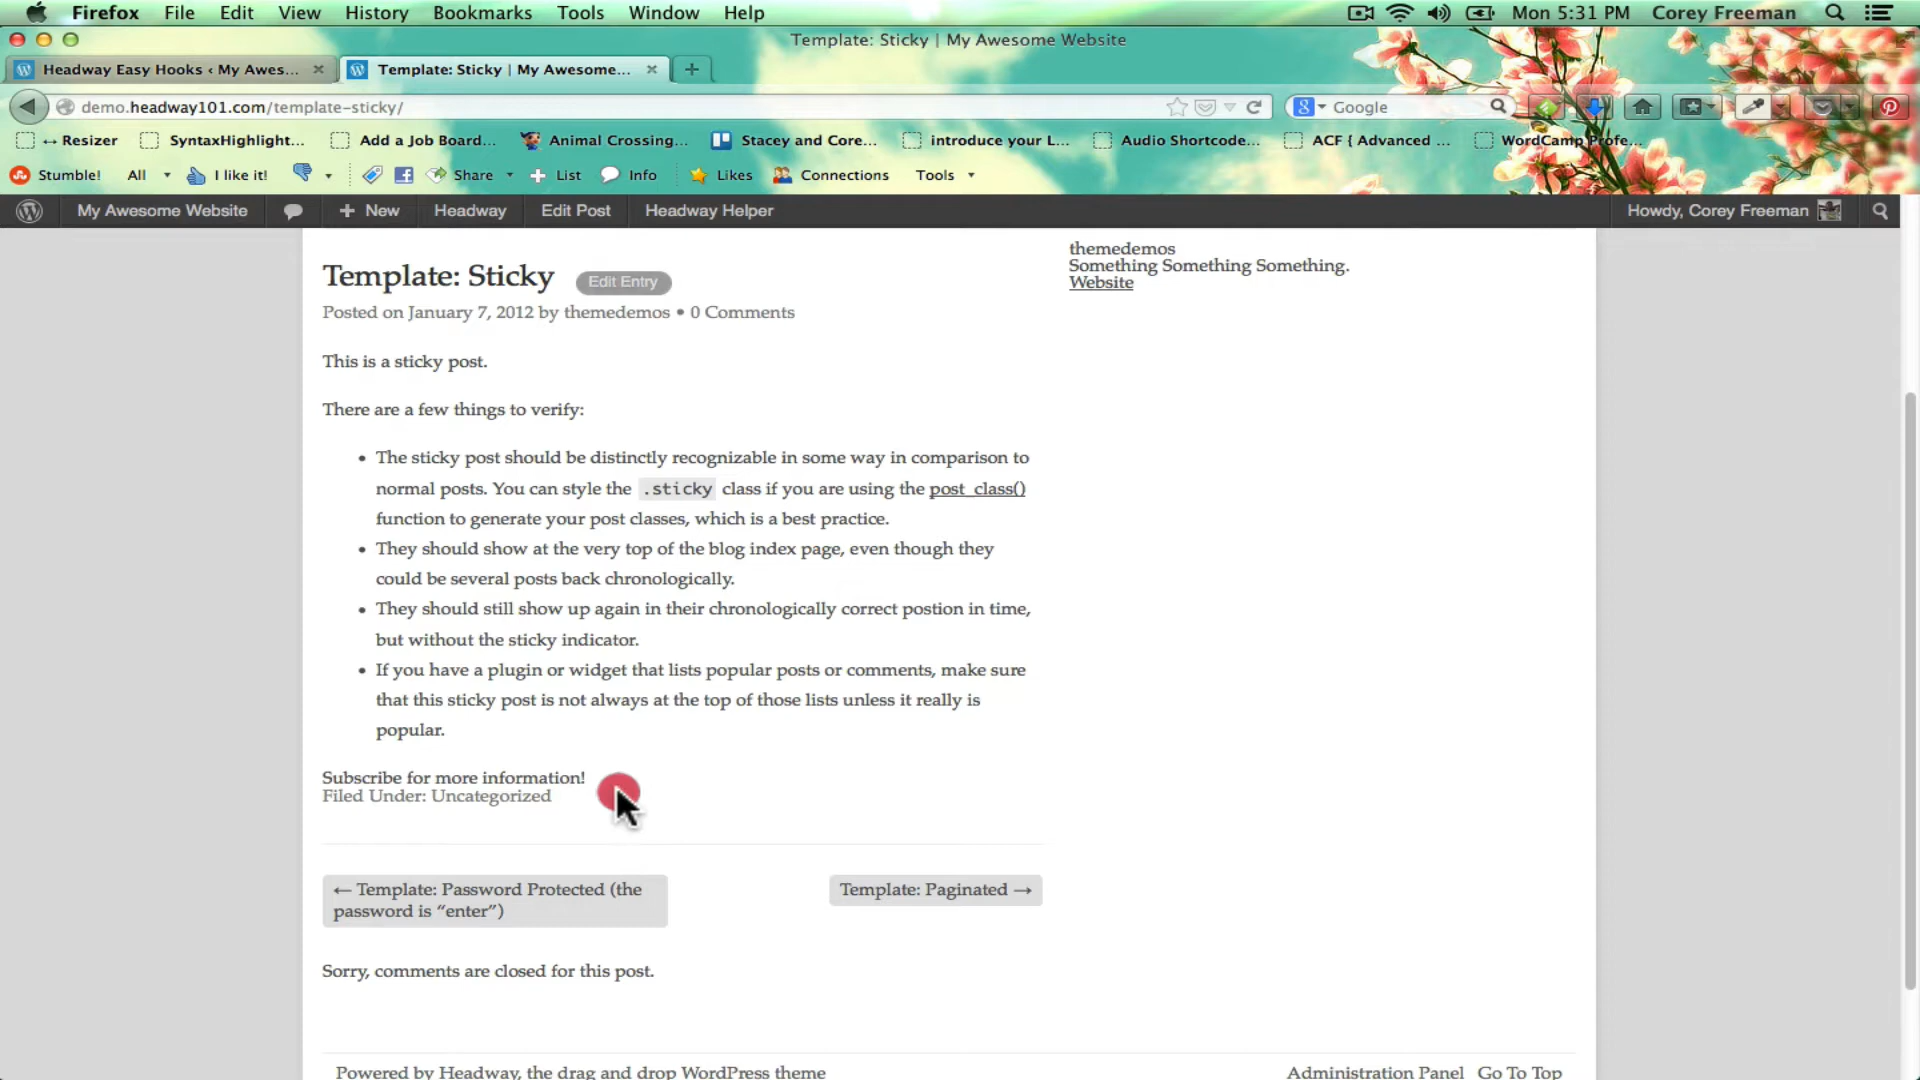 Firefox File Edit View History Bookmarks Tools Window Help Mon 5:31 PM Corey Freeman
Template: Sticky | My Awesome Website
Headway Easy Hooks ‹ My Awes... Template: Sticky | My Awesome...
demo.headway101.com/template-sticky/ Google
↔ Resizer SyntaxHighlight... Add a Job Board... Animal Crossing... Stacey and Core... introduce your L... Audio Shortcode... ACF { Advanced ... WordCamp Profe...
Stumble! All I like it! Share List Info Likes Connections Tools
My Awesome Website + New Headway Edit Post Headway Helper Howdy, Corey Freeman
themedemos
Something Something Something.
Website
Template: Sticky Edit Entry
Posted on January 7, 2012 by themedemos • 0 Comments
This is a sticky post.
There are a few things to verify:
• The sticky post should be distinctly recognizable in some way in comparison to
normal posts. You can style the .sticky class if you are using the post_class()
function to generate your post classes, which is a best practice.
• They should show at the very top of the blog index page, even though they
could be several posts back chronologically.
• They should still show up again in their chronologically correct postion in time,
but without the sticky indicator.
• If you have a plugin or widget that lists popular posts or comments, make sure
that this sticky post is not always at the top of those lists unless it really is
popular.
Subscribe for more information!
Filed Under: Uncategorized
← Template: Password Protected (the
password is “enter”)
Template: Paginated →
Sorry, comments are closed for this post.
Powered by Headway, the drag and drop WordPress theme Administration Panel Go To Top